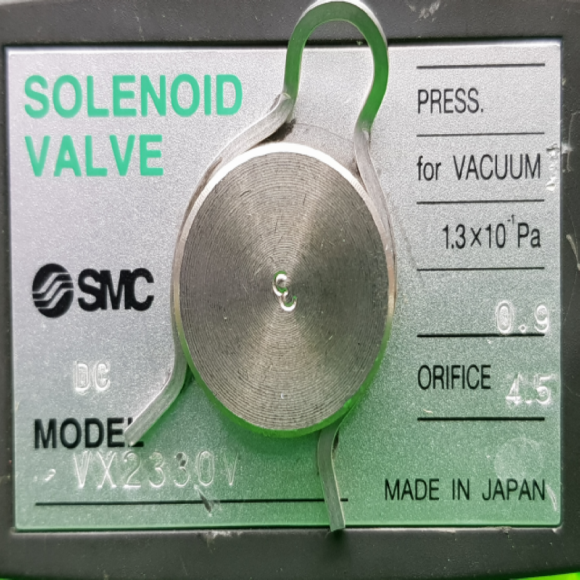 SOLENOID
VALVE
SMC
DC
MODEL
VX2330V
PRESS.
for VACUUM
1.3×10⁻¹Pa
0.9
ORIFICE 4.5
MADE IN JAPAN